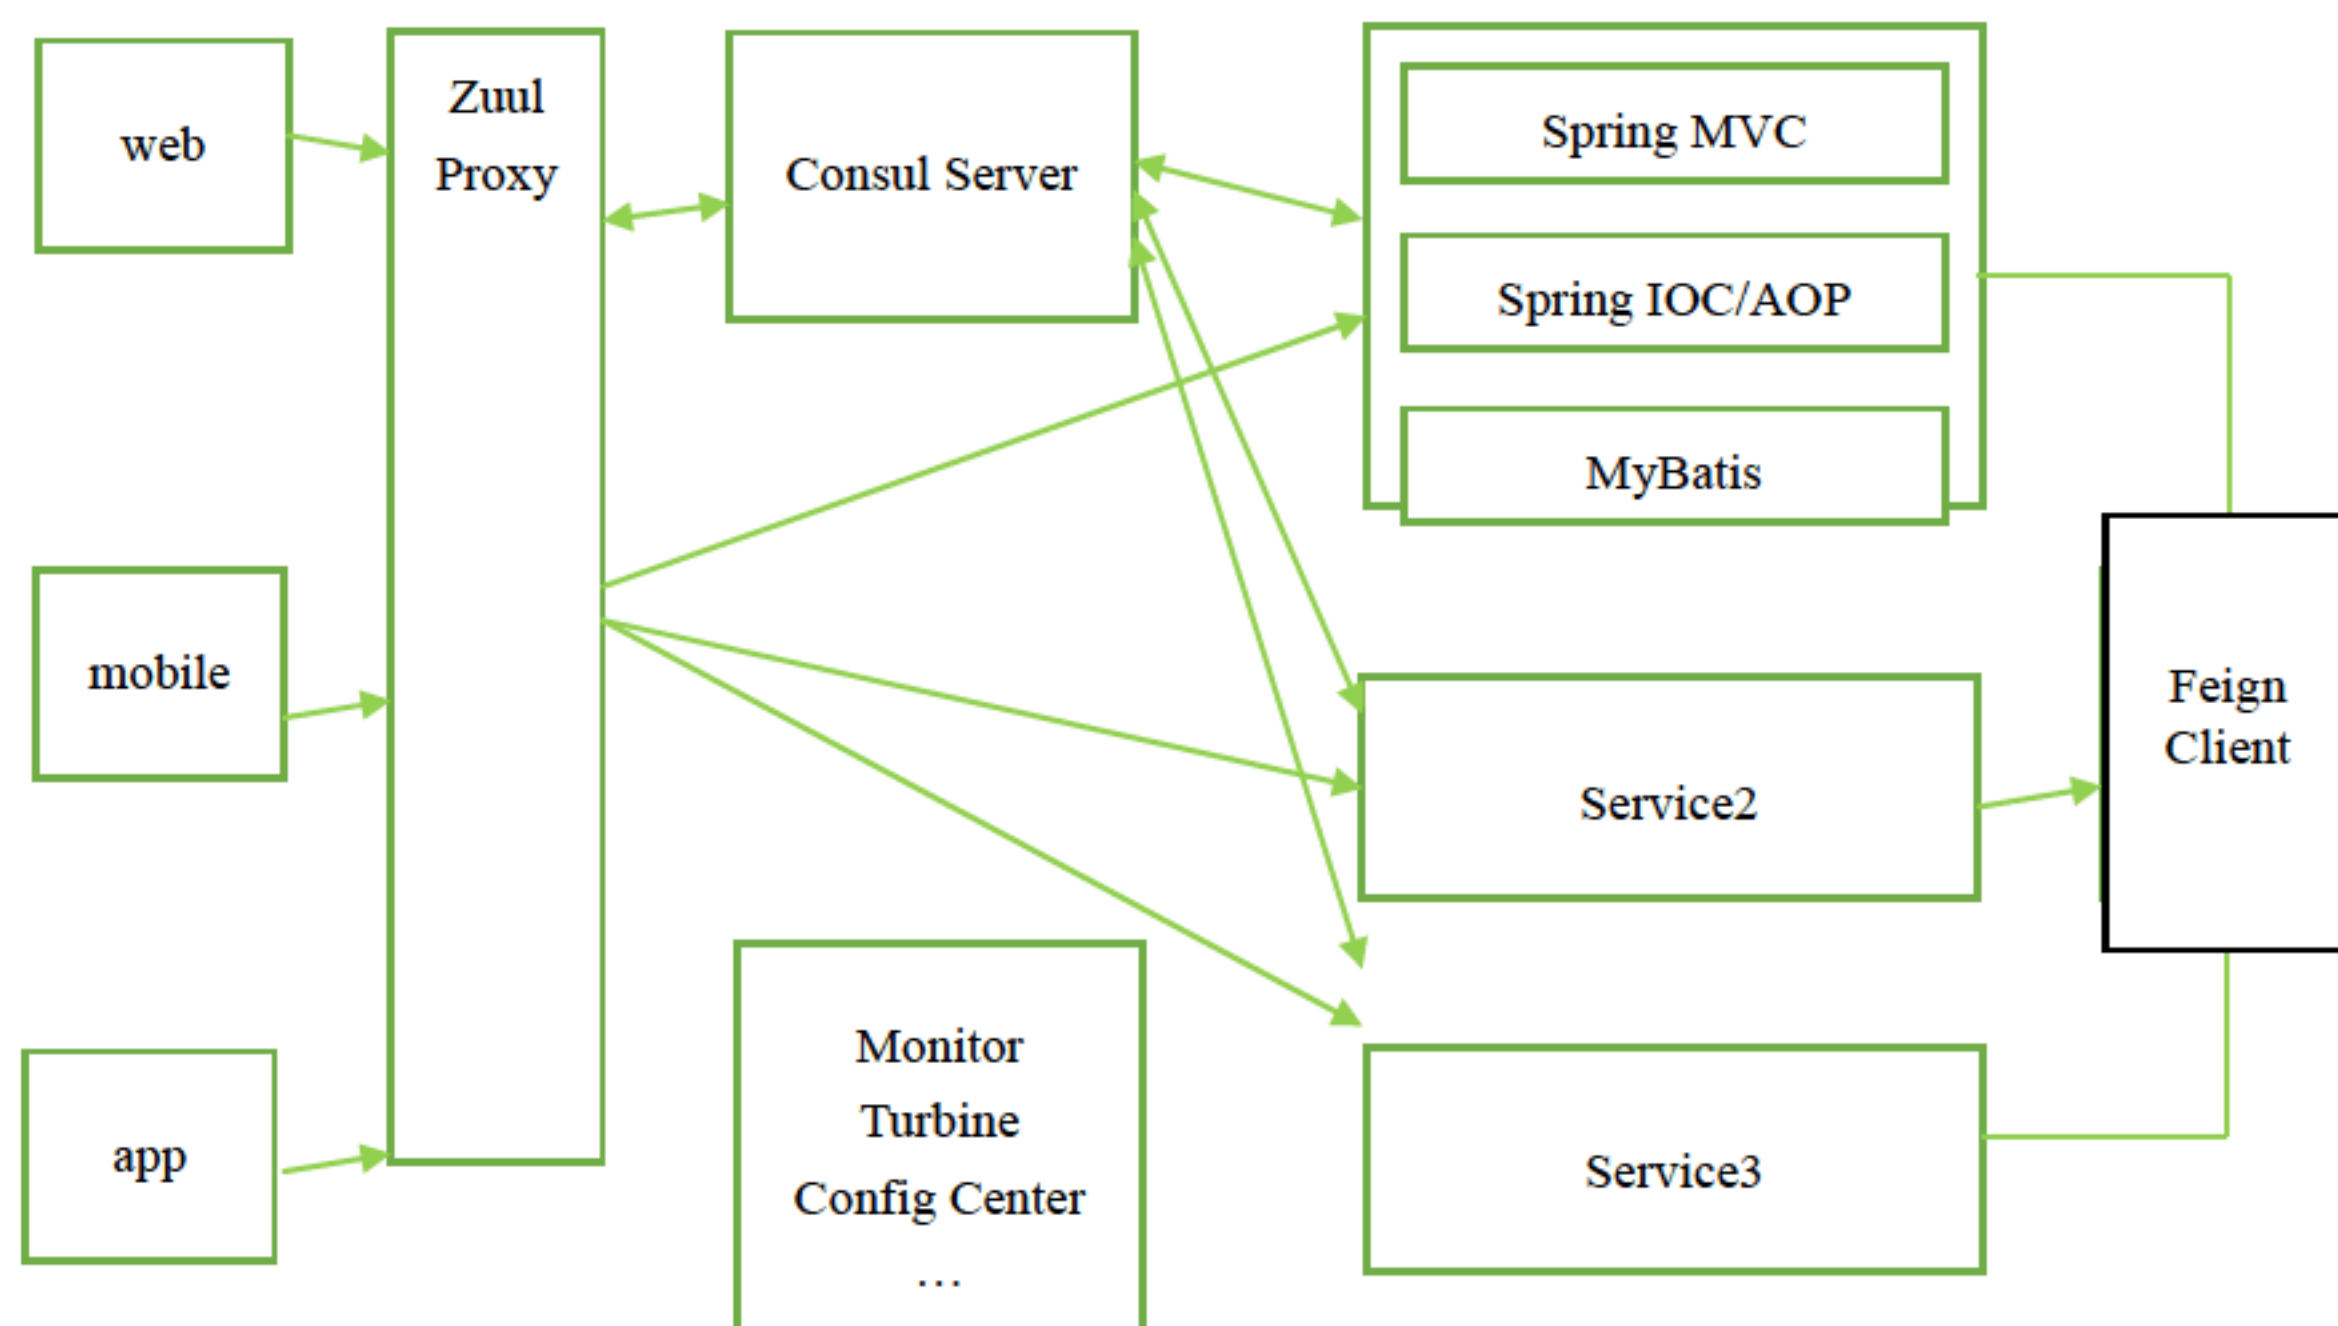 web
mobile
app
Zuul
Proxy
Consul Server
Monitor
Turbine
Config Center
…
Spring MVC
Spring IOC/AOP
MyBatis
Service2
Service3
Feign
Client